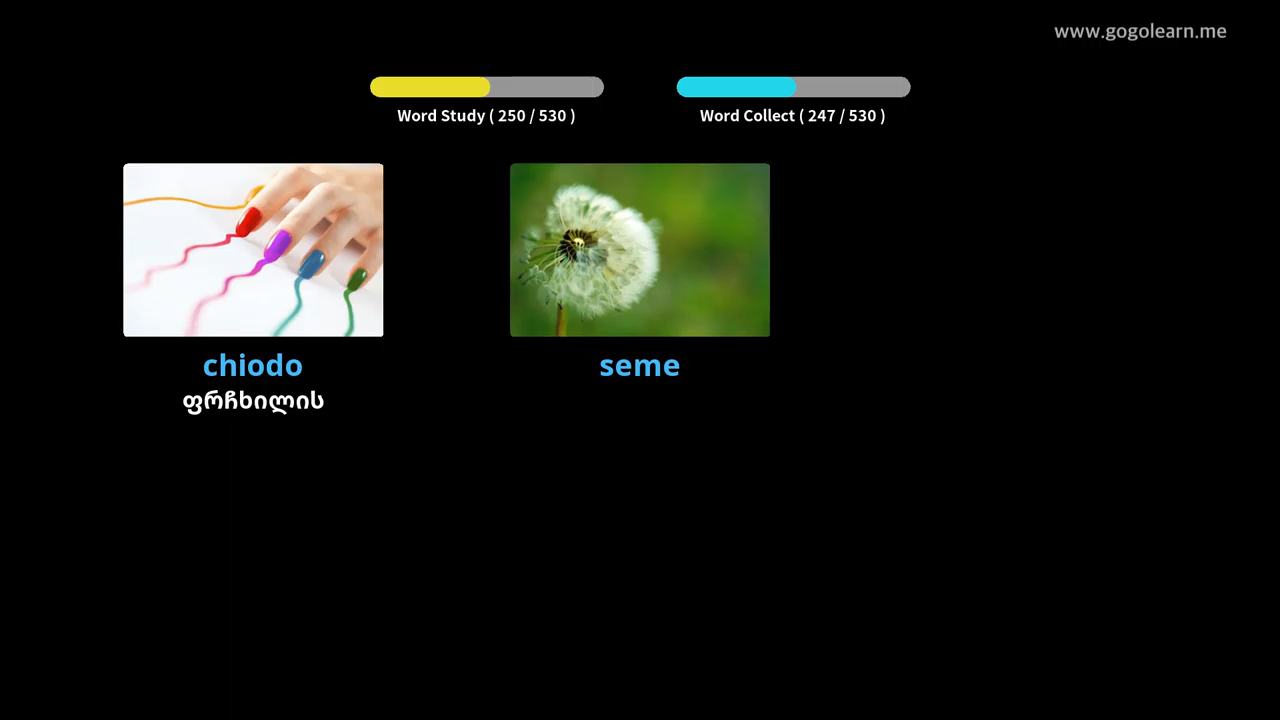 www.gogolearn.me
Word Study ( 250 / 530 )
Word Collect ( 247 / 530 )
chiodo
ფრჩხილის
seme